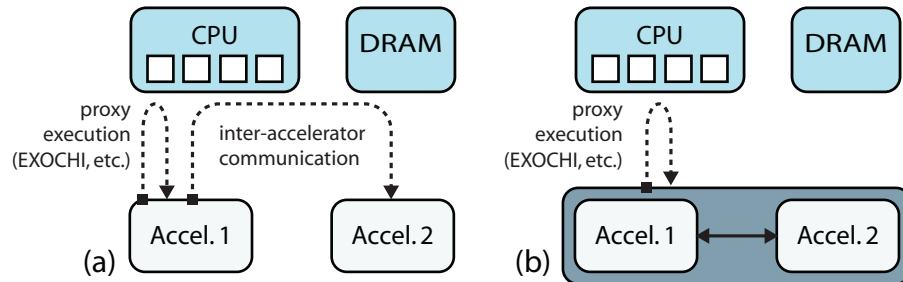 CPU
DRAM
proxy
execution
(EXOCHI, etc.)
inter-accelerator
communication
Accel. 1
Accel. 2
(a)
CPU
DRAM
proxy
execution
(EXOCHI, etc.)
Accel. 1
Accel. 2
(b)